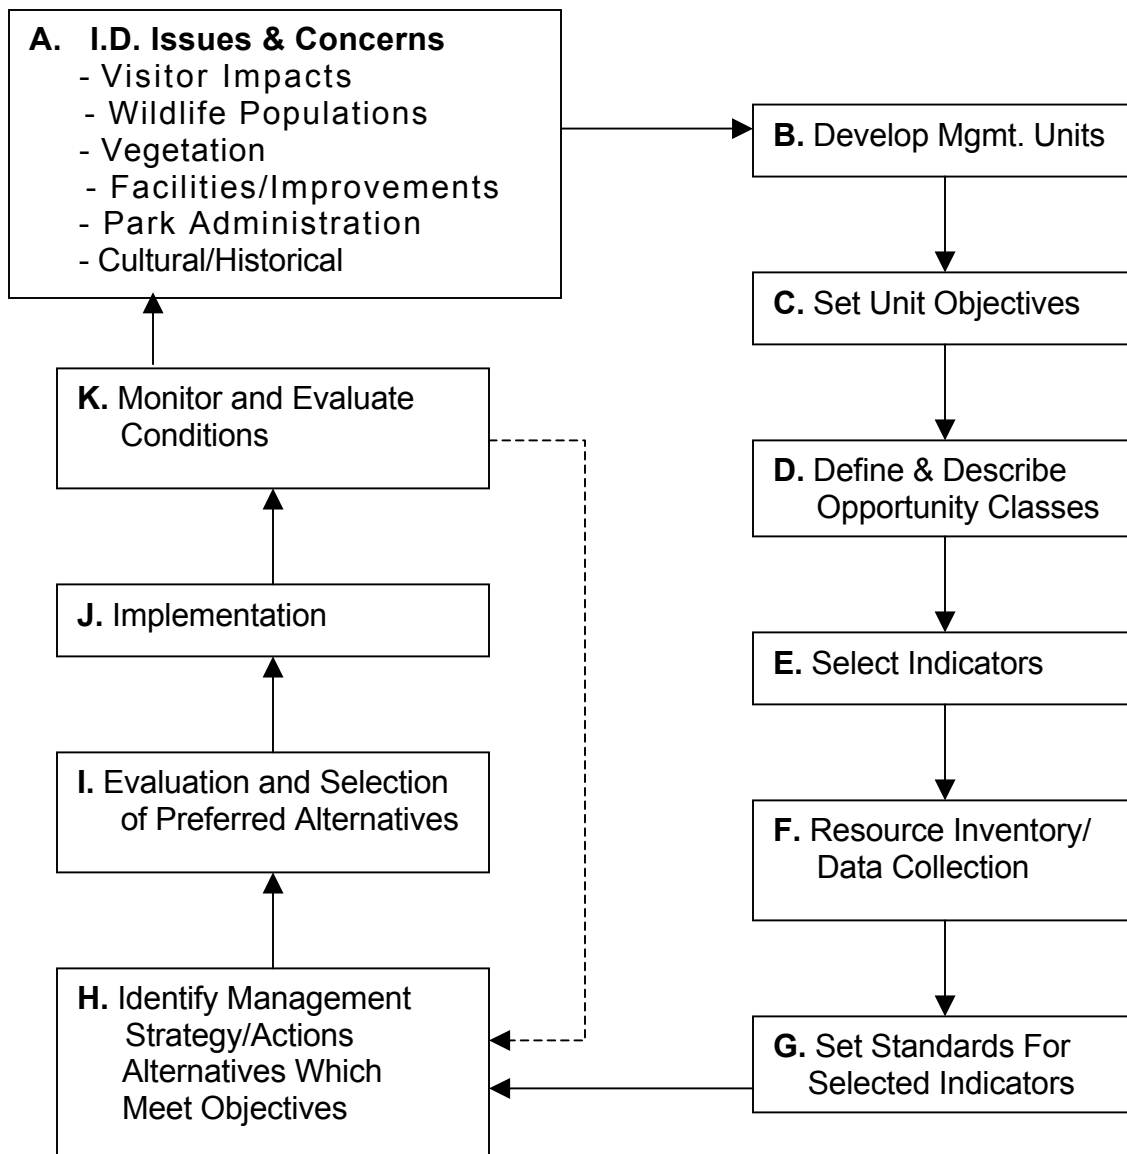 A. I.D. Issues & Concerns
- Visitor Impacts
- Wildlife Populations
- Vegetation
- Facilities/Improvements
- Park Administration
- Cultural/Historical
B. Develop Mgmt. Units
C. Set Unit Objectives
D. Define & Describe
Opportunity Classes
E. Select Indicators
F. Resource Inventory/
Data Collection
G. Set Standards For
Selected Indicators
H. Identify Management
Strategy/Actions
Alternatives Which
Meet Objectives
I. Evaluation and Selection
of Preferred Alternatives
J. Implementation
K. Monitor and Evaluate
Conditions